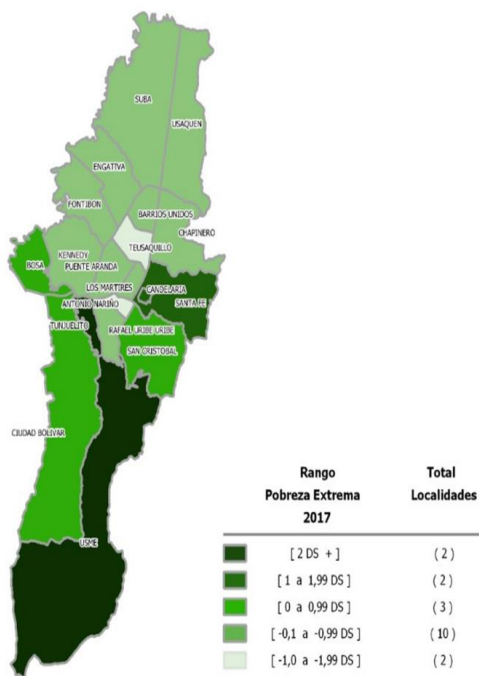 SUBA
USAQUEN
ENGATIVA
FONTIBON
BARRIOS UNIDOS
CHAPINERO
TEUSAQUILLO
KENNEDY
BOSA
PUENTE ARANDA
LOS MARTIRES
CANDELARIA
ANTONIO NARIÑO
SANTA FE
TUNJUELITO
RAFAEL URIBE URIBE
SAN CRISTOBAL
CIUDAD BOLIVAR
USME
Rango Total
Pobreza Extrema Localidades
2017
[ 2 DS + ] ( 2 )
[ 1 a 1,99 DS ] ( 2 )
[ 0 a 0,99 DS ] ( 3 )
[ -0,1 a -0,99 DS ] ( 10 )
[ -1,0 a -1,99 DS ] ( 2 )